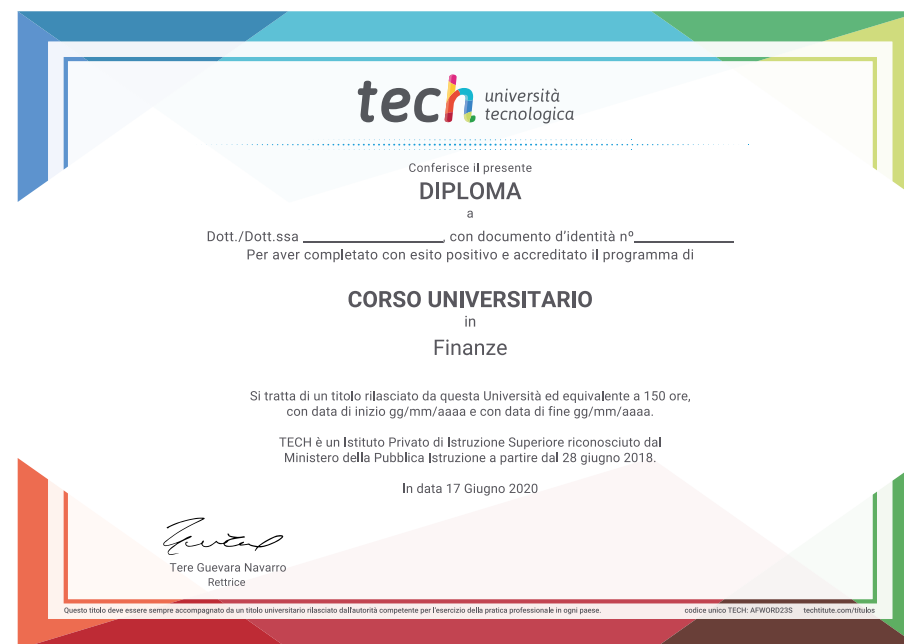 tech università
tecnologica
Conferisce il presente
DIPLOMA
a
Dott./Dott.ssa ____________________, con documento d'identità nº______________
Per aver completato con esito positivo e accreditato il programma di
CORSO UNIVERSITARIO
in
Finanze
Si tratta di un titolo rilasciato da questa Università ed equivalente a 150 ore,
con data di inizio gg/mm/aaaa e con data di fine gg/mm/aaaa.
TECH è un Istituto Privato di Istruzione Superiore riconosciuto dal
Ministero della Pubblica Istruzione a partire dal 28 giugno 2018.
In data 17 Giugno 2020
Tere Guevara Navarro
Rettrice
Questo titolo deve essere sempre accompagnato da un titolo universitario rilasciato dall'autorità competente per l'esercizio della pratica professionale in ogni paese. codice unico TECH: AFWORD23S techtitute.com/titulos